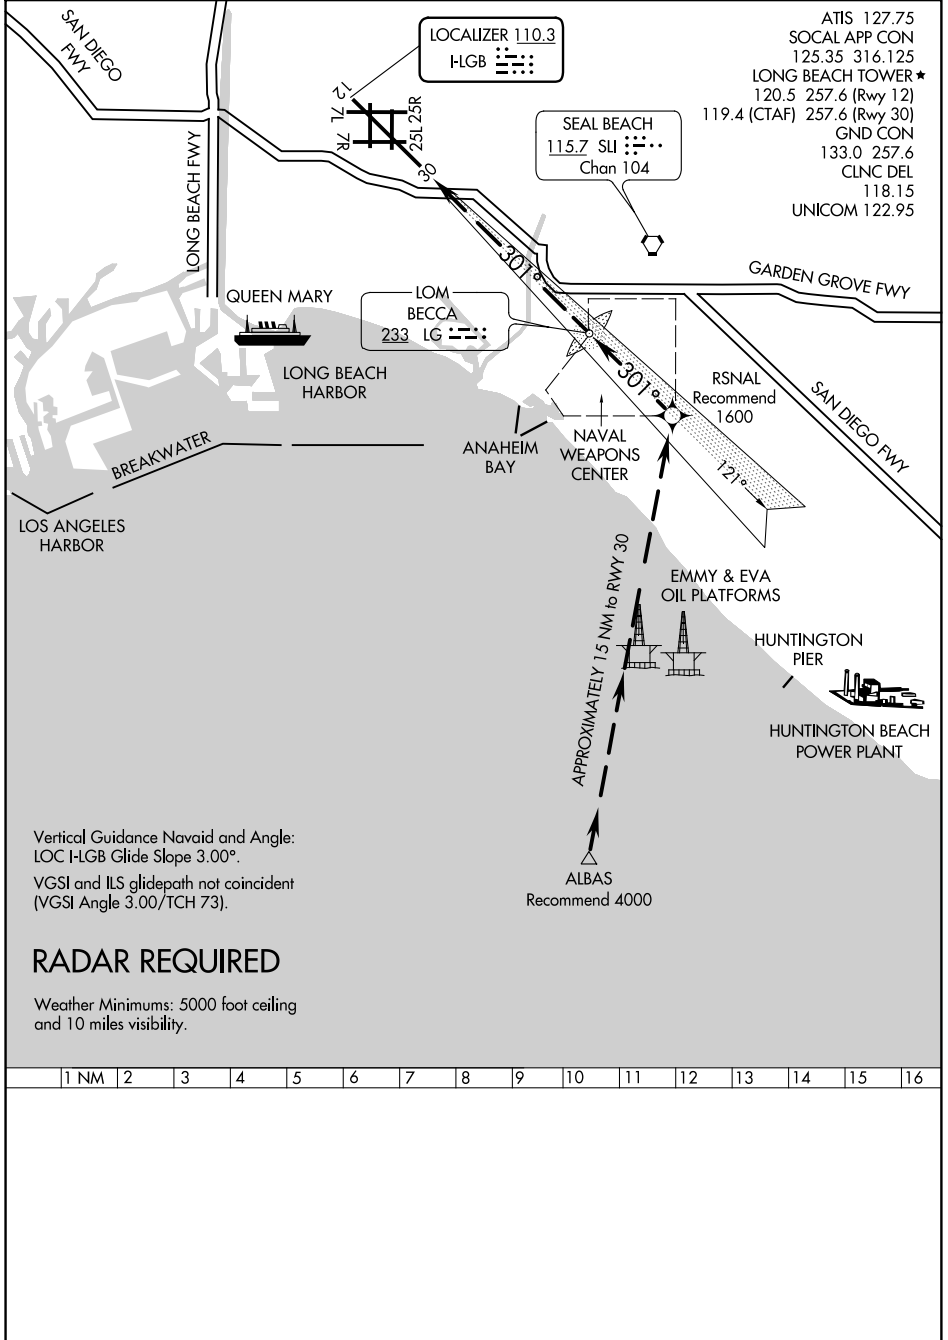 SAN DIEGO
FWY
LOCALIZER 110.3
I-LGB
ATIS 127.75
SOCAL APP CON
125.35 316.125
LONG BEACH TOWER★
120.5 257.6 (Rwy 12)
119.4 (CTAF) 257.6 (Rwy 30)
GND CON
133.0 257.6
CLNC DEL
118.15
UNICOM 122.95
12
7L
7R
25R
25L
30
SEAL BEACH
115.7 SLI
Chan 104
LONG BEACH FWY
301°
GARDEN GROVE FWY
QUEEN MARY
LOM
BECCA
233 LG
LONG BEACH
HARBOR
301°
RSNAL
Recommend
1600
SAN DIEGO FWY
BREAKWATER
ANAHEIM
BAY
NAVAL
WEAPONS
CENTER
121°
LOS ANGELES
HARBOR
APPROXIMATELY 15 NM to RWY 30
EMMY & EVA
OIL PLATFORMS
HUNTINGTON
PIER
HUNTINGTON BEACH
POWER PLANT
Vertical Guidance Navaid and Angle:
LOC I-LGB Glide Slope 3.00°.
VGSI and ILS glidepath not coincident
(VGSI Angle 3.00/TCH 73).
ALBAS
Recommend 4000
RADAR REQUIRED
Weather Minimums: 5000 foot ceiling
and 10 miles visibility.
1 NM 2 3 4 5 6 7 8 9 10 11 12 13 14 15 16